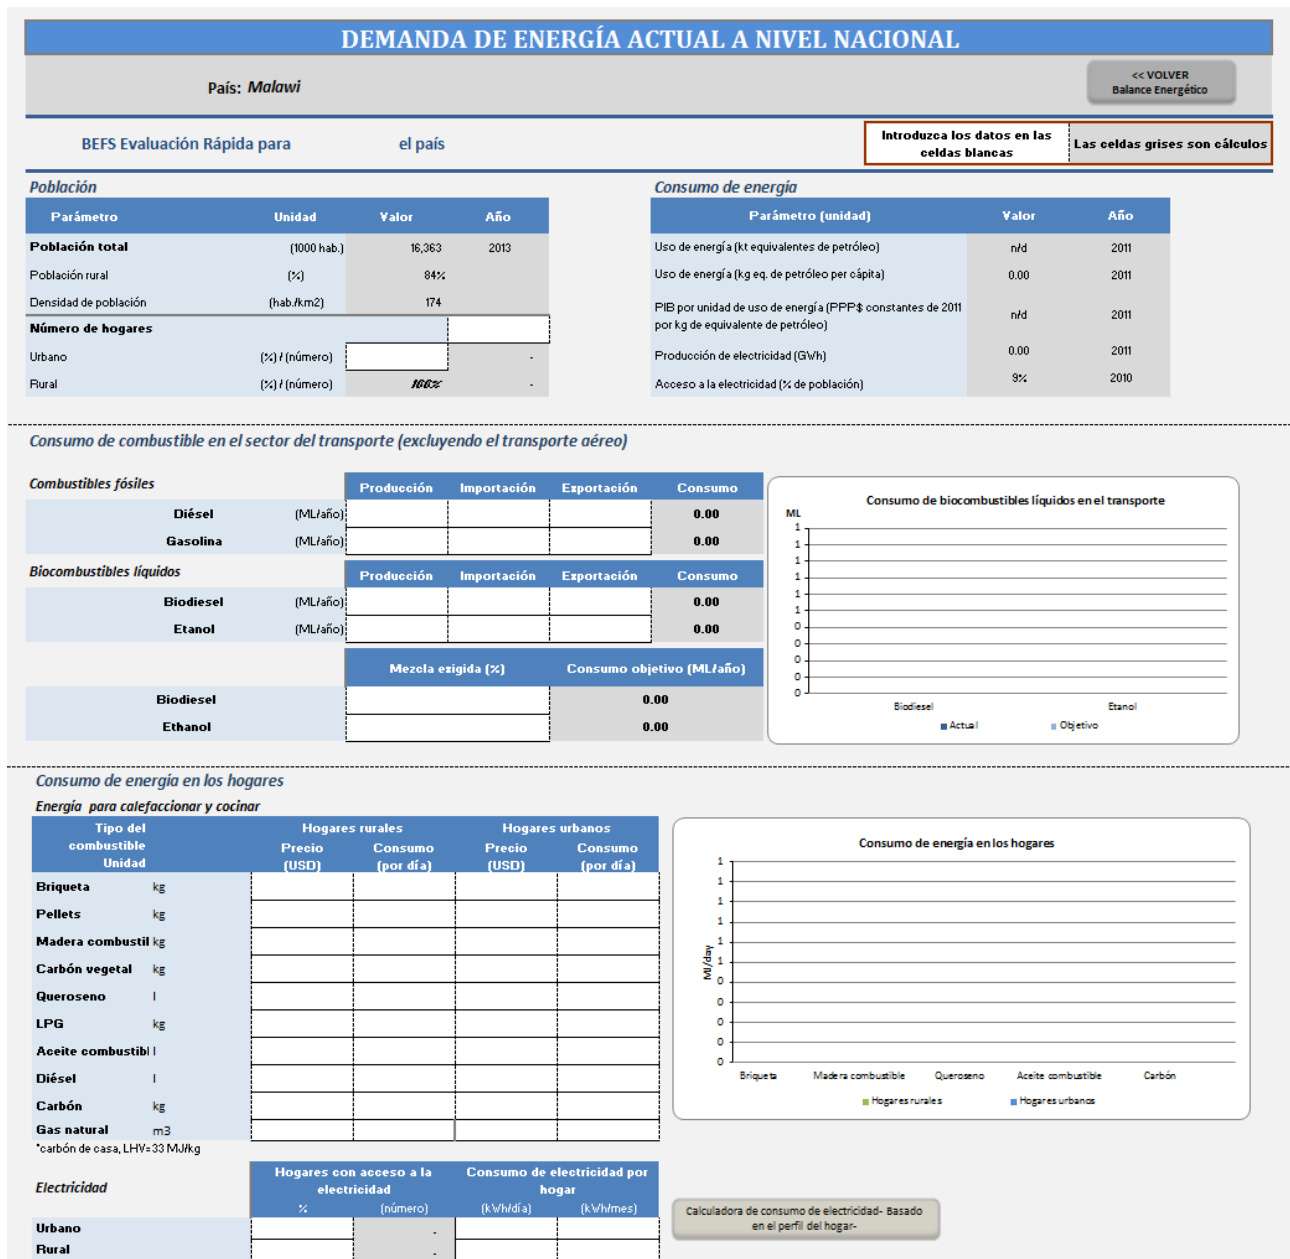 DEMANDA DE ENERGÍA ACTUAL A NIVEL NACIONAL
País: Malawi
<< VOLVER
Balance Energético
BEFS Evaluación Rápida para el país
Introduzca los datos en las
celdas blancas
Las celdas grises son cálculos
Población
Parámetro Unidad Valor Año
Población total (1000 hab.) 16,363 2013
Población rural (%) 84%
Densidad de población (hab./km2) 174
Número de hogares
Urbano (%) / (número) -
Rural (%) / (número) 100% -
Consumo de energía
Parámetro (unidad) Valor Año
Uso de energía (kt equivalentes de petróleo) n/d 2011
Uso de energía (kg eq. de petróleo per cápita) 0.00 2011
PIB por unidad de uso de energía (PPP$ constantes de 2011
por kg de equivalente de petróleo) n/d 2011
Producción de electricidad (GWh) 0.00 2011
Acceso a la electricidad (% de población) 9% 2010
Consumo de combustible en el sector del transporte (excluyendo el transporte aéreo)
Combustibles fósiles
Producción Importación Exportación Consumo
Diésel (ML/año) 0.00
Gasolina (ML/año) 0.00
Biocombustibles líquidos
Producción Importación Exportación Consumo
Biodiesel (ML/año) 0.00
Etanol (ML/año) 0.00
Mezcla exigida (%) Consumo objetivo (ML/año)
Biodiesel 0.00
Ethanol 0.00
Consumo de biocombustibles líquidos en el transporte
ML
1
1
1
1
1
1
0
0
0
0
0
Biodiesel Etanol
Actual Objetivo
Consumo de energía en los hogares
Energía para calefaccionar y cocinar
Tipo del
combustible
Unidad
Hogares rurales Hogares urbanos
Precio Consumo Precio Consumo
(USD) (por día) (USD) (por día)
Briqueta kg
Pellets kg
Madera combustil kg
Carbón vegetal kg
Queroseno l
LPG kg
Aceite combustibl l
Diésel l
Carbón kg
Gas natural m3
*carbón de casa, LHV=33 MJ/kg
Consumo de energía en los hogares
MJ/day
1
1
1
1
1
1
0
0
0
0
0
Briqueta Madera combustible Queroseno Aceite combustible Carbón
Hogares rurales Hogares urbanos
Electricidad
Hogares con acceso a la
electricidad
Consumo de electricidad por
hogar
% (número) (kWh/día) (kWh/mes)
Urbano -
Rural -
Calculadora de consumo de electricidad- Basado
en el perfil del hogar-